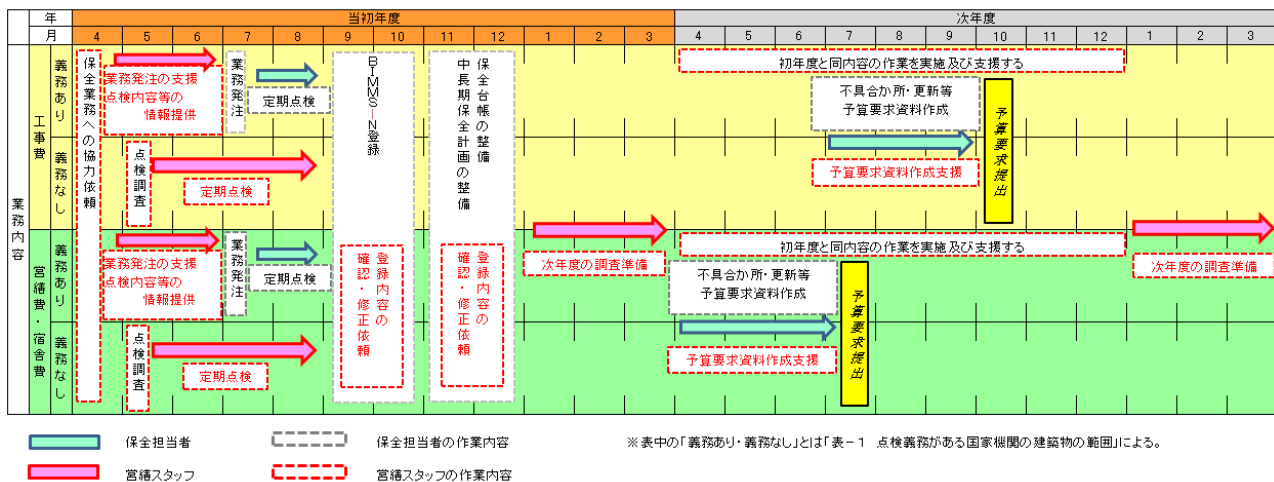 年
当初年度
次年度
月
4
5
6
7
8
9
10
11
12
1
2
3
4
5
6
7
8
9
10
11
12
1
2
3
業務内容
工事費
義務あり
義務なし
営繕費・宿舎費
義務あり
義務なし
保全業務への協力依頼
業務発注の支援
点検内容等の
情報提供
業務発注
定期点検
点検調査
定期点検
業務発注の支援
点検内容等の
情報提供
業務発注
定期点検
点検調査
定期点検
BIMMS-N登録
登録内容の
確認・修正依頼
保全台帳の整備
中長期保全計画の整備
登録内容の
確認・修正依頼
次年度の調査準備
初年度と同内容の作業を実施及び支援する
不具合か所・更新等
予算要求資料作成
予算要求資料作成支援
予算要求提出
初年度と同内容の作業を実施及び支援する
不具合か所・更新等
予算要求資料作成
予算要求資料作成支援
予算要求提出
次年度の調査準備
保全担当者
保全担当者の作業内容
※表中の「義務あり・義務なし」とは「表－1 点検義務がある国家機関の建築物の範囲」による。
営繕スタッフ
営繕スタッフの作業内容